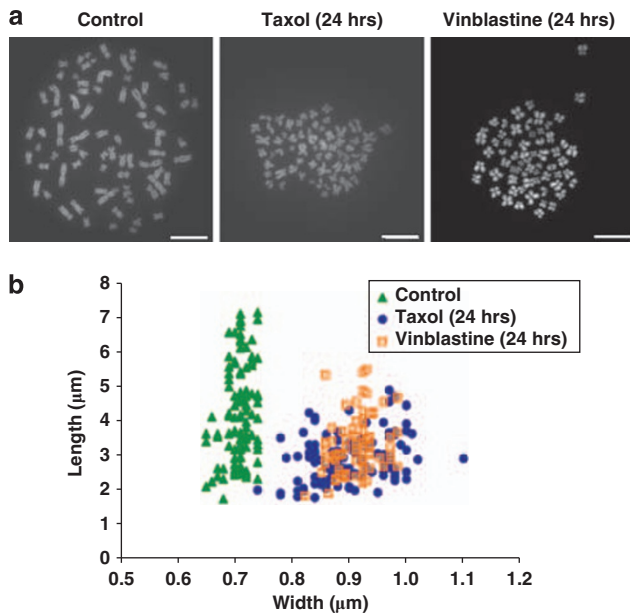 a
Control Taxol (24 hrs) Vinblastine (24 hrs)
b
Control
Taxol (24 hrs)
Vinblastine (24 hrs)
8
7
6
5
4
3
2
1
0
Length (μm)
0.5 0.6 0.7 0.8 0.9 1.0 1.1 1.2
Width (μm)